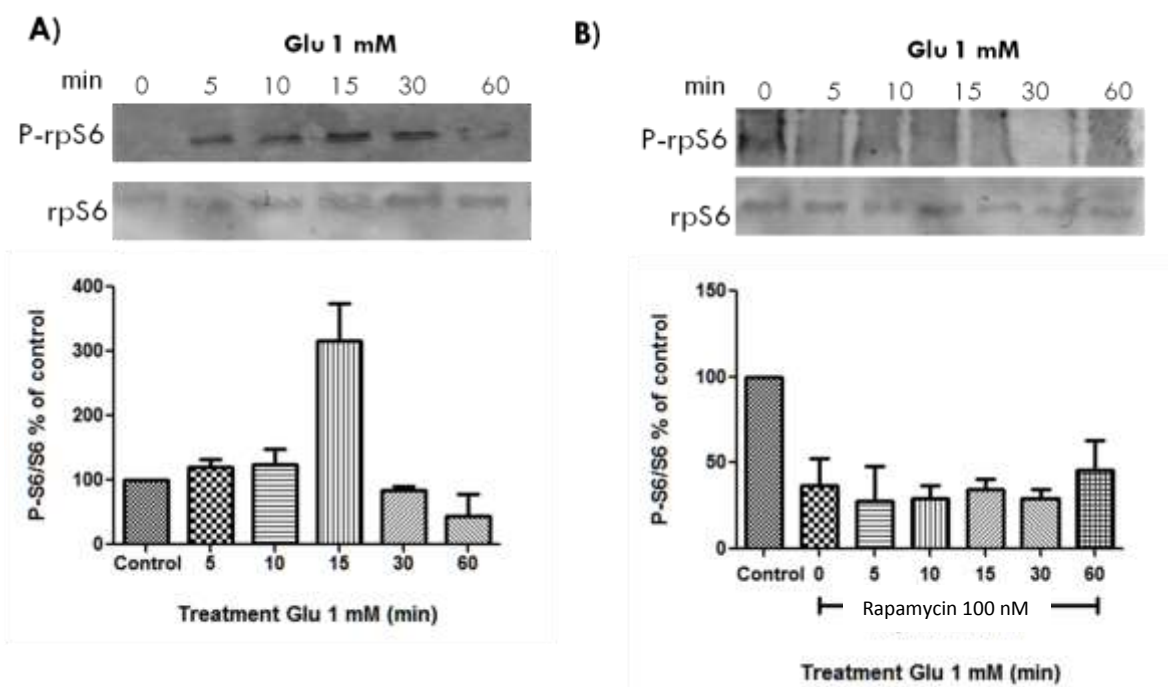 A)
Glu 1 mM
min 0 5 10 15 30 60
P-rpS6
rpS6
400
300
200
100
0
P-S6/S6 % of control
Control 5 10 15 30 60
Treatment Glu 1 mM (min)
B)
Glu 1 mM
min 0 5 10 15 30 60
P-rpS6
rpS6
150
100
50
0
P-S6/S6 % of control
Control 0 5 10 15 30 60
Rapamycin 100 nM
Treatment Glu 1 mM (min)